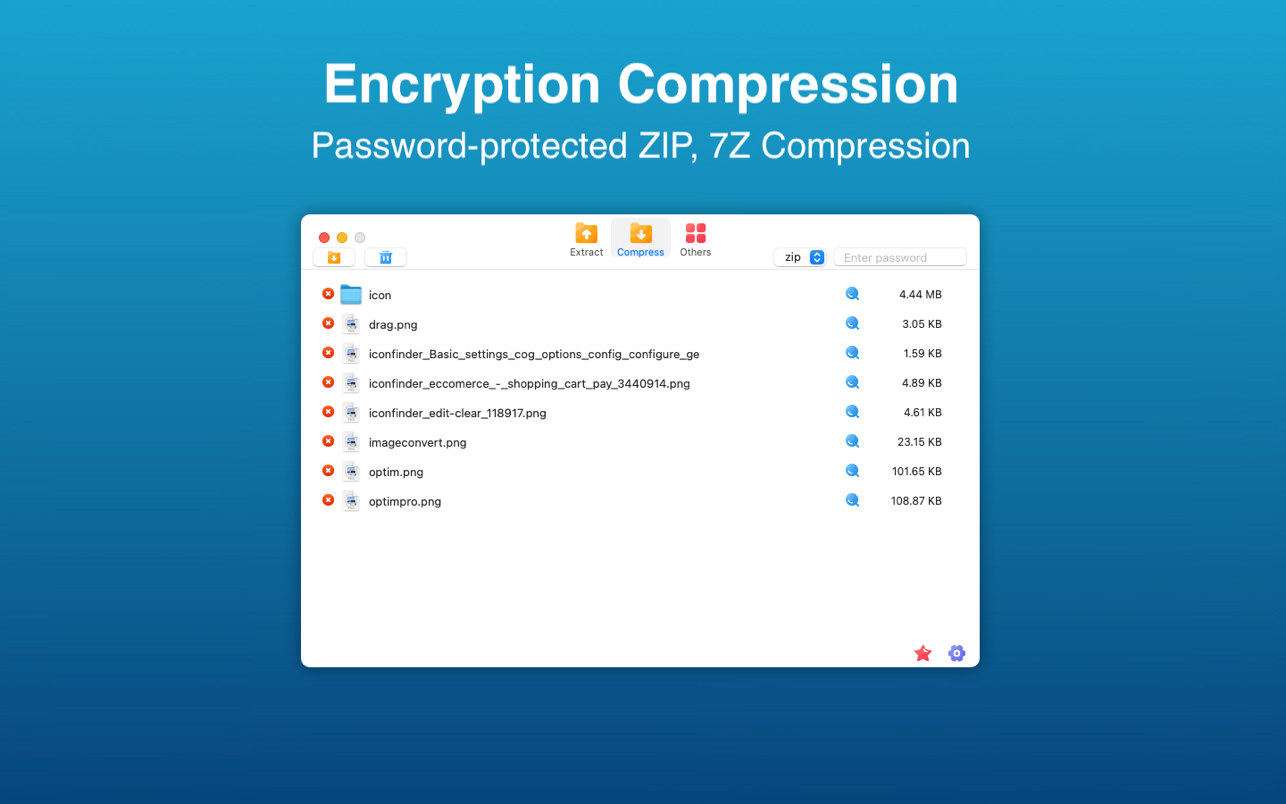 Encryption Compression
Password-protected ZIP, 7Z Compression
Extract Compress Others
zip Enter password
icon 4.44 MB
drag.png 3.05 KB
iconfinder_Basic_settings_cog_options_config_configure_ge 1.59 KB
iconfinder_eccomerce_-_shopping_cart_pay_3440914.png 4.89 KB
iconfinder_edit-clear_118917.png 4.61 KB
imageconvert.png 23.15 KB
optim.png 101.65 KB
optimpro.png 108.87 KB